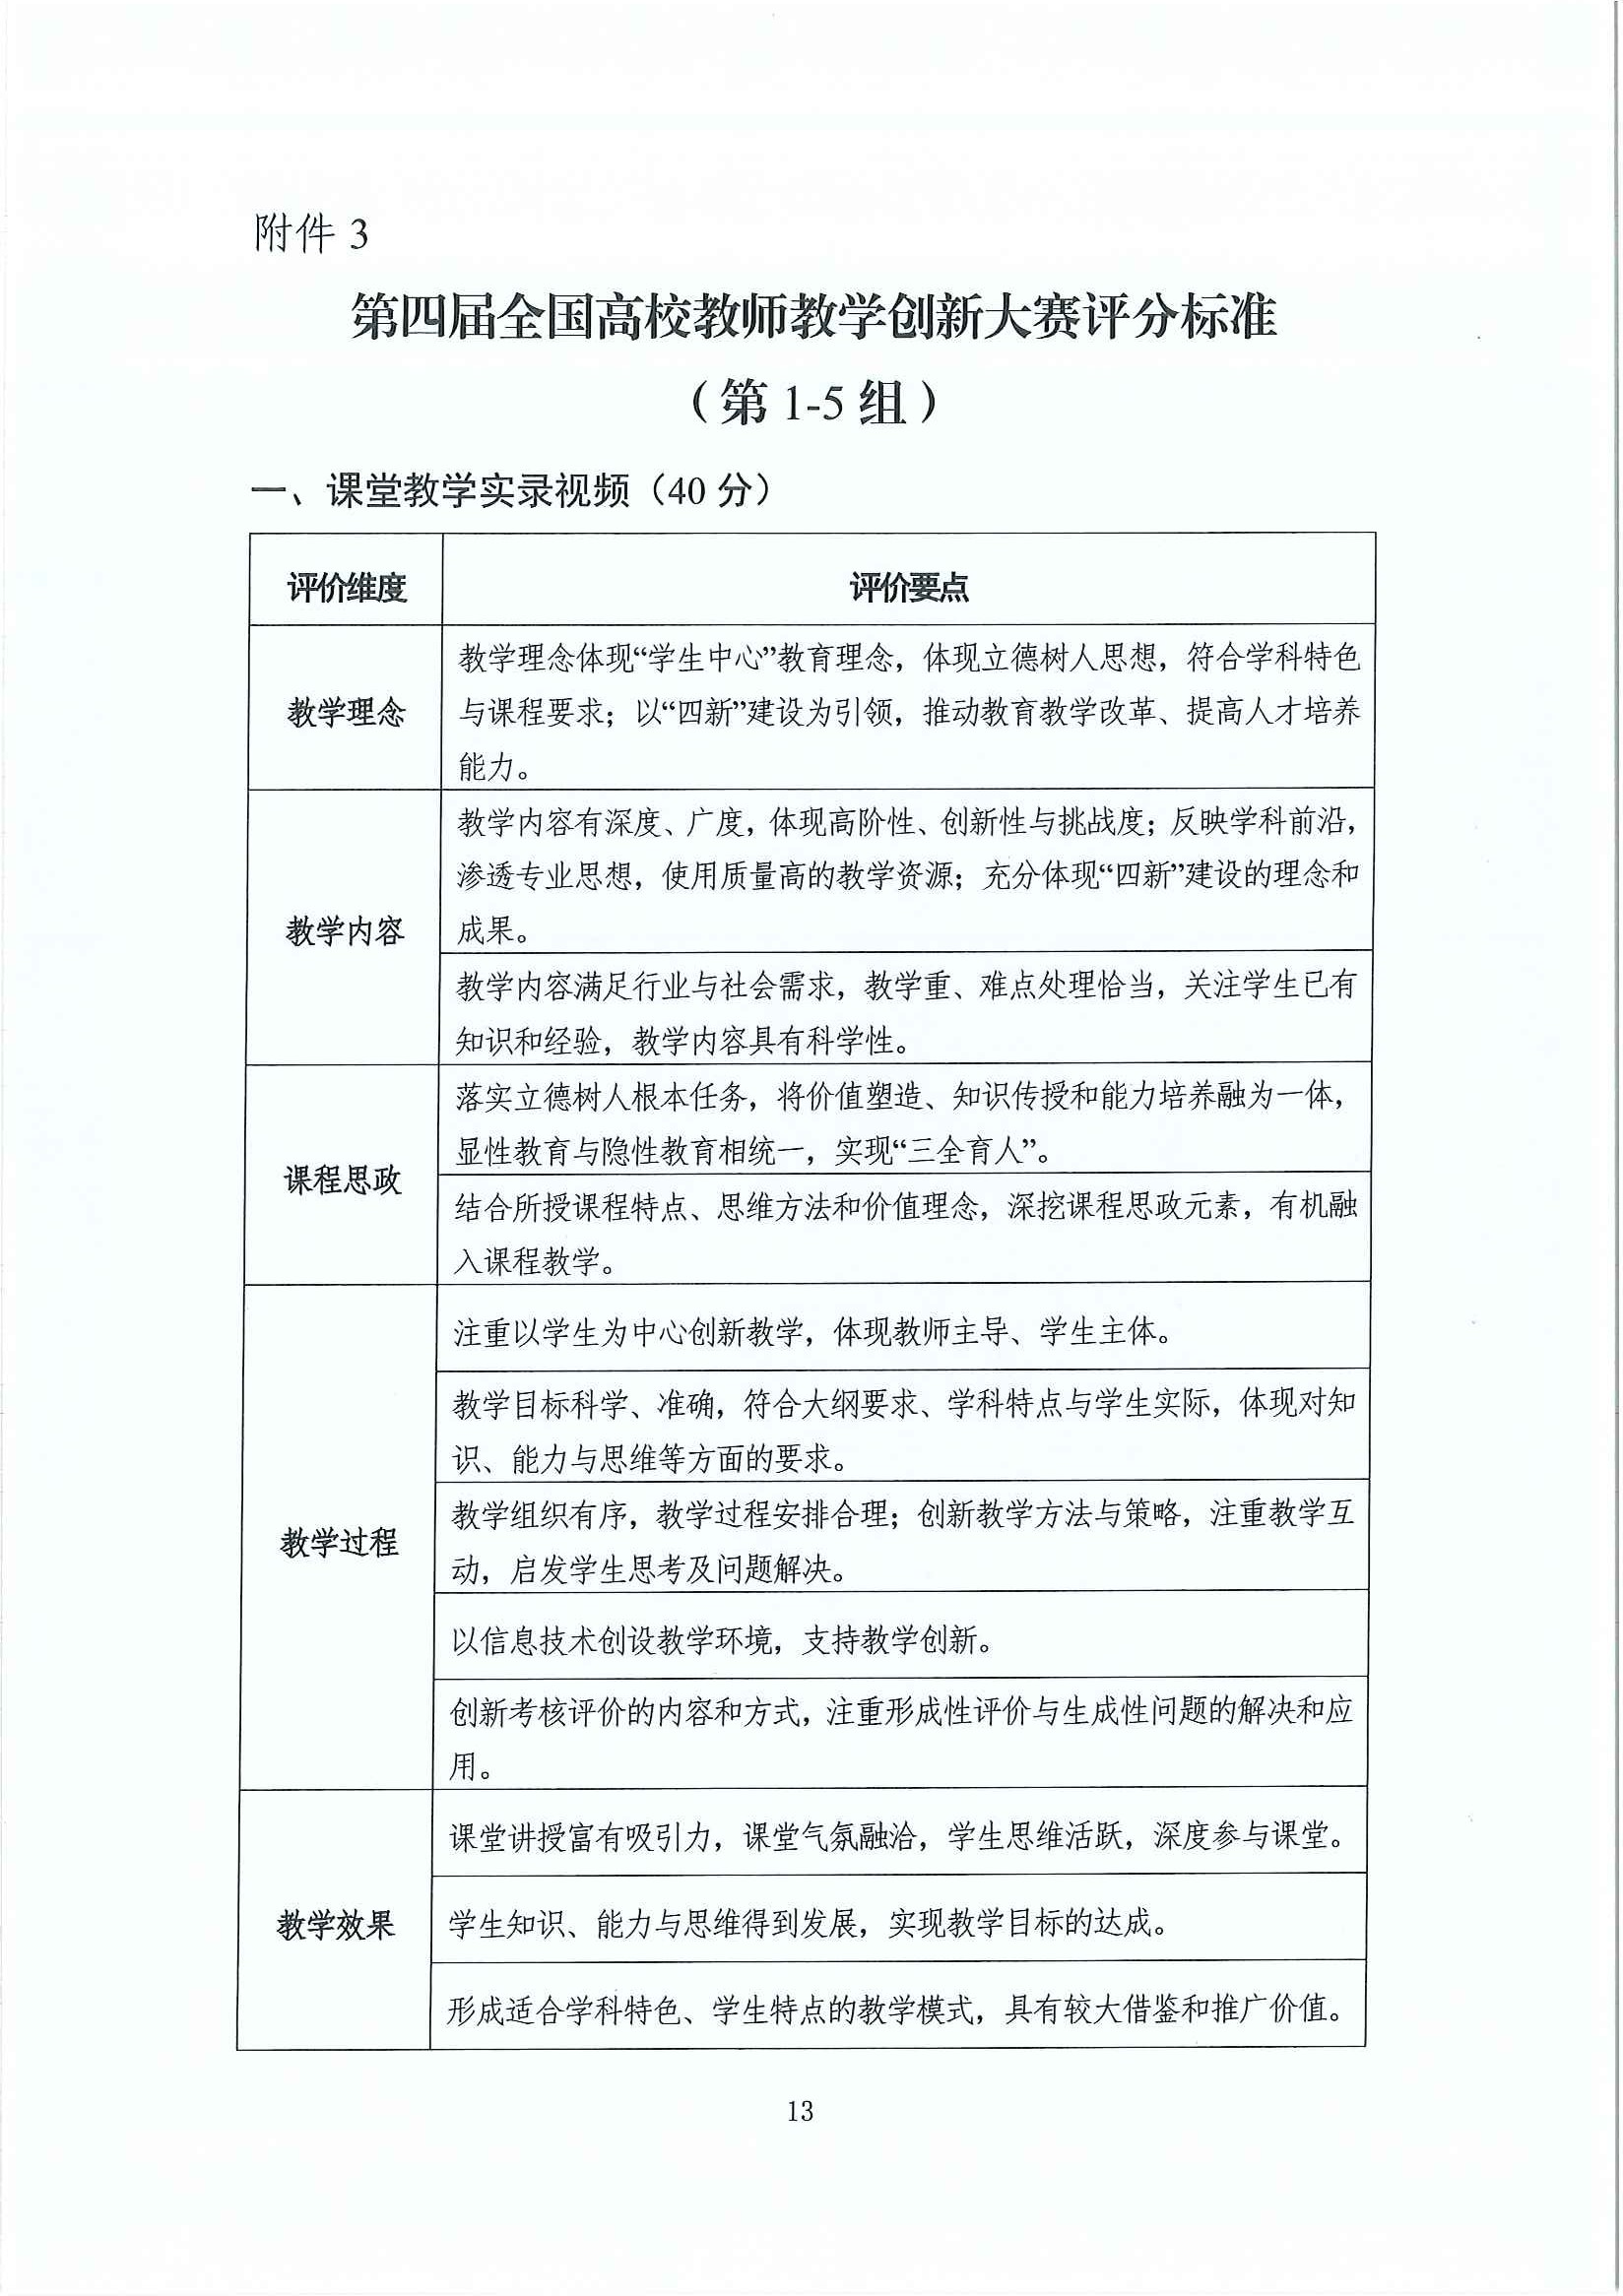 附件 3
第四届全国高校教师教学创新大赛评分标准
（第 1-5 组）
一、课堂教学实录视频（40 分）
评价维度
评价要点
教学理念
教学理念体现“学生中心”教育理念，体现立德树人思想，符合学科特色
与课程要求；以“四新”建设为引领，推动教育教学改革、提高人才培养
能力。
教学内容
教学内容有深度、广度，体现高阶性、创新性与挑战度；反映学科前沿，
渗透专业思想，使用质量高的教学资源；充分体现“四新”建设的理念和
成果。
教学内容满足行业与社会需求，教学重、难点处理恰当，关注学生已有
知识和经验，教学内容具有科学性。
课程思政
落实立德树人根本任务，将价值塑造、知识传授和能力培养融为一体，
显性教育与隐性教育相统一，实现“三全育人”。
结合所授课程特点、思维方法和价值理念，深挖课程思政元素，有机融
入课程教学。
教学过程
注重以学生为中心创新教学，体现教师主导、学生主体。
教学目标科学、准确，符合大纲要求、学科特点与学生实际，体现对知
识、能力与思维等方面的要求。
教学组织有序，教学过程安排合理；创新教学方法与策略，注重教学互
动，启发学生思考及问题解决。
以信息技术创设教学环境，支持教学创新。
创新考核评价的内容和方式，注重形成性评价与生成性问题的解决和应
用。
教学效果
课堂讲授富有吸引力，课堂气氛融洽，学生思维活跃，深度参与课堂。
学生知识、能力与思维得到发展，实现教学目标的达成。
形成适合学科特色、学生特点的教学模式，具有较大借鉴和推广价值。
13